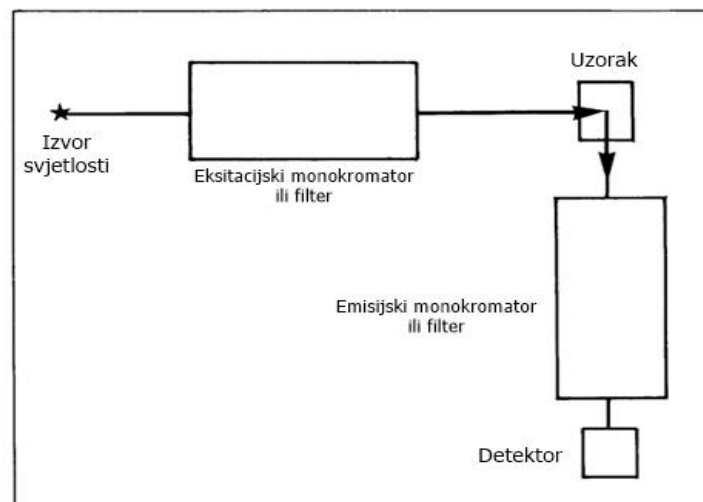 Uzorak
Izvor
svjetlosti
Eksitacijski monokromator
ili filter
Emisijski monokromator
ili filter
Detektor